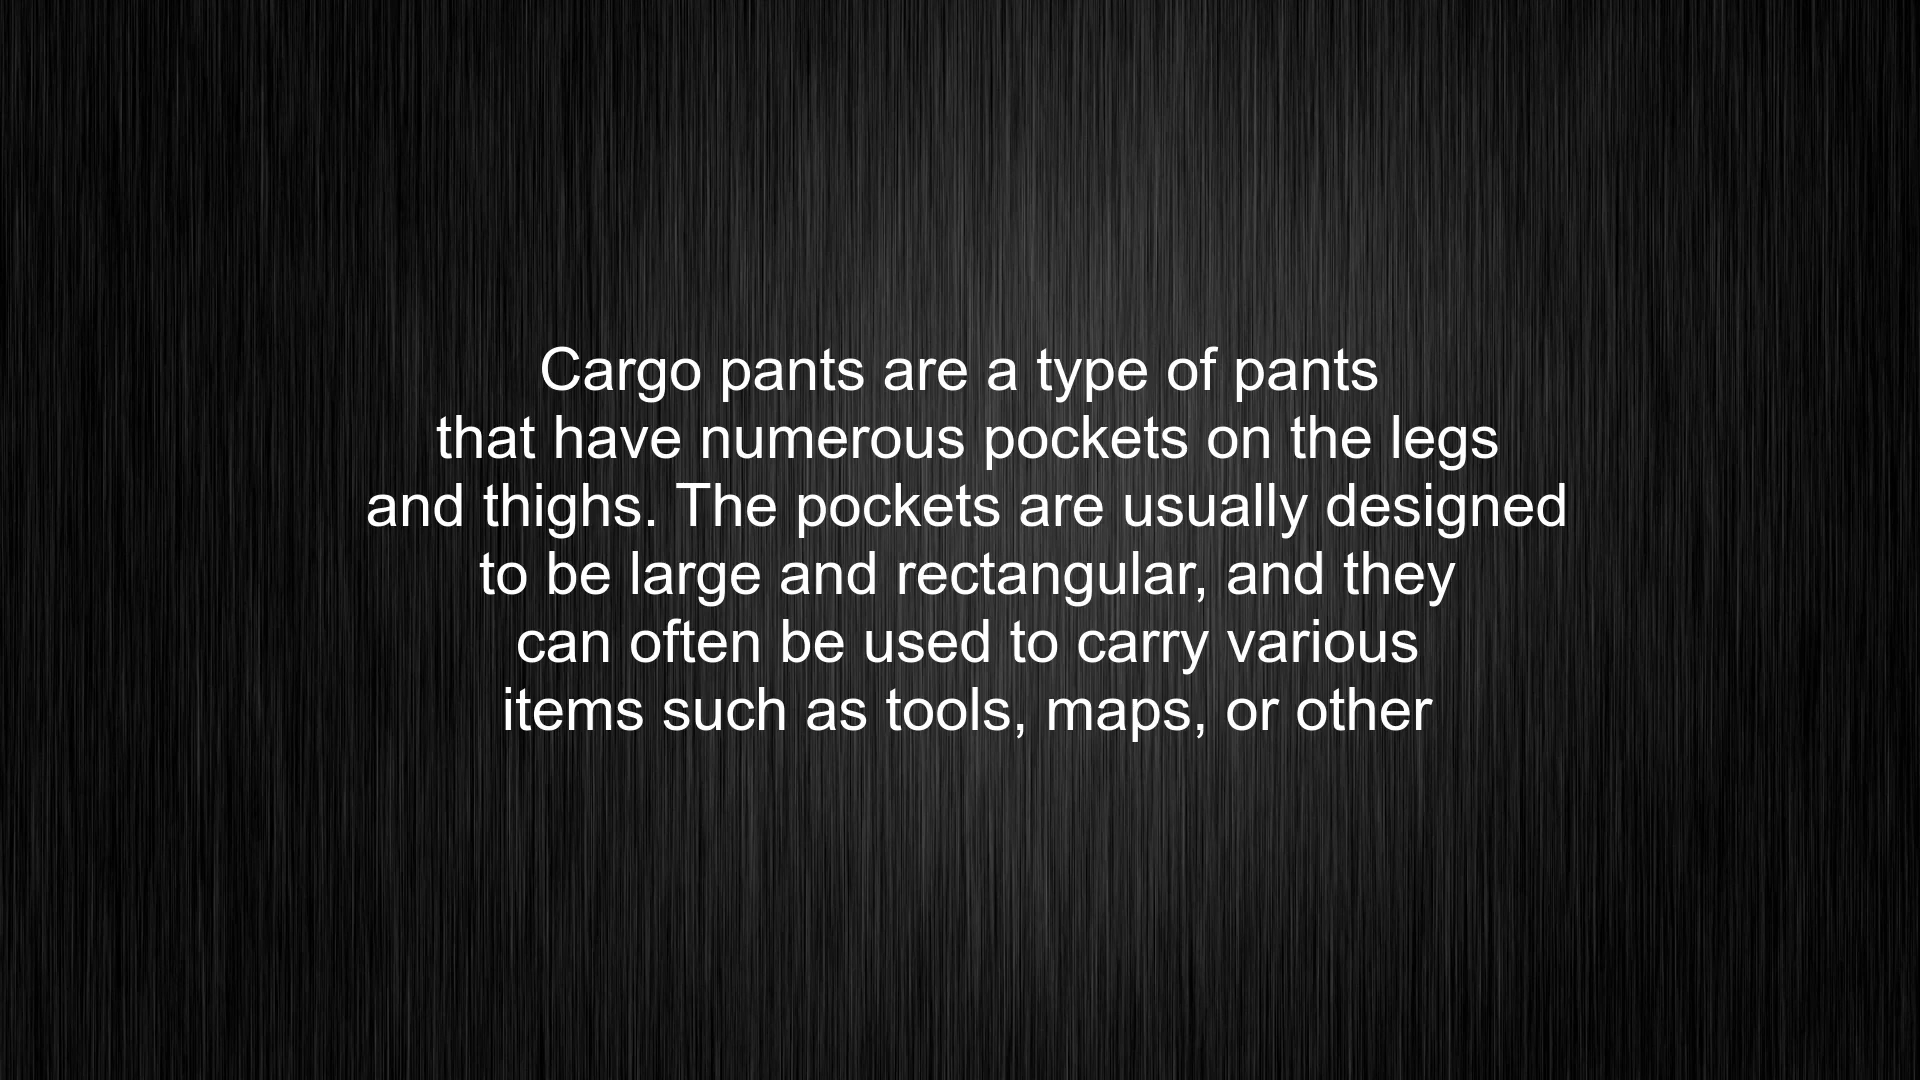 Cargo pants are a type of pants
that have numerous pockets on the legs
and thighs. The pockets are usually designed
to be large and rectangular, and they
can often be used to carry various
items such as tools, maps, or other